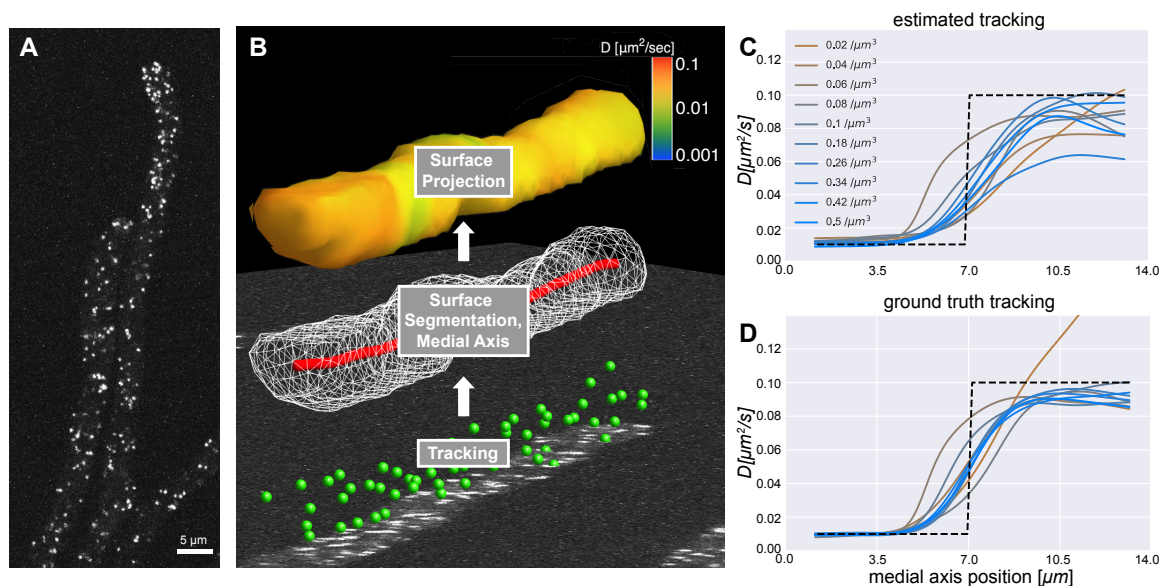 A
5 µm
B
D [µm²/sec]
0.1
0.01
0.001
Surface
Projection
Surface
Segmentation,
Medial Axis
Tracking
estimated tracking
C
D[µm²/s]
0.12
0.10
0.08
0.06
0.04
0.02
0.00
0.02 /µm³
0.04 /µm³
0.06 /µm³
0.08 /µm³
0.1 /µm³
0.18 /µm³
0.26 /µm³
0.34 /µm³
0.42 /µm³
0.5 /µm³
0.0 3.5 7.0 10.5 14.0
ground truth tracking
D
D[µm²/s]
0.12
0.10
0.08
0.06
0.04
0.02
0.00
0.0 3.5 7.0 10.5 14.0
medial axis position [µm]